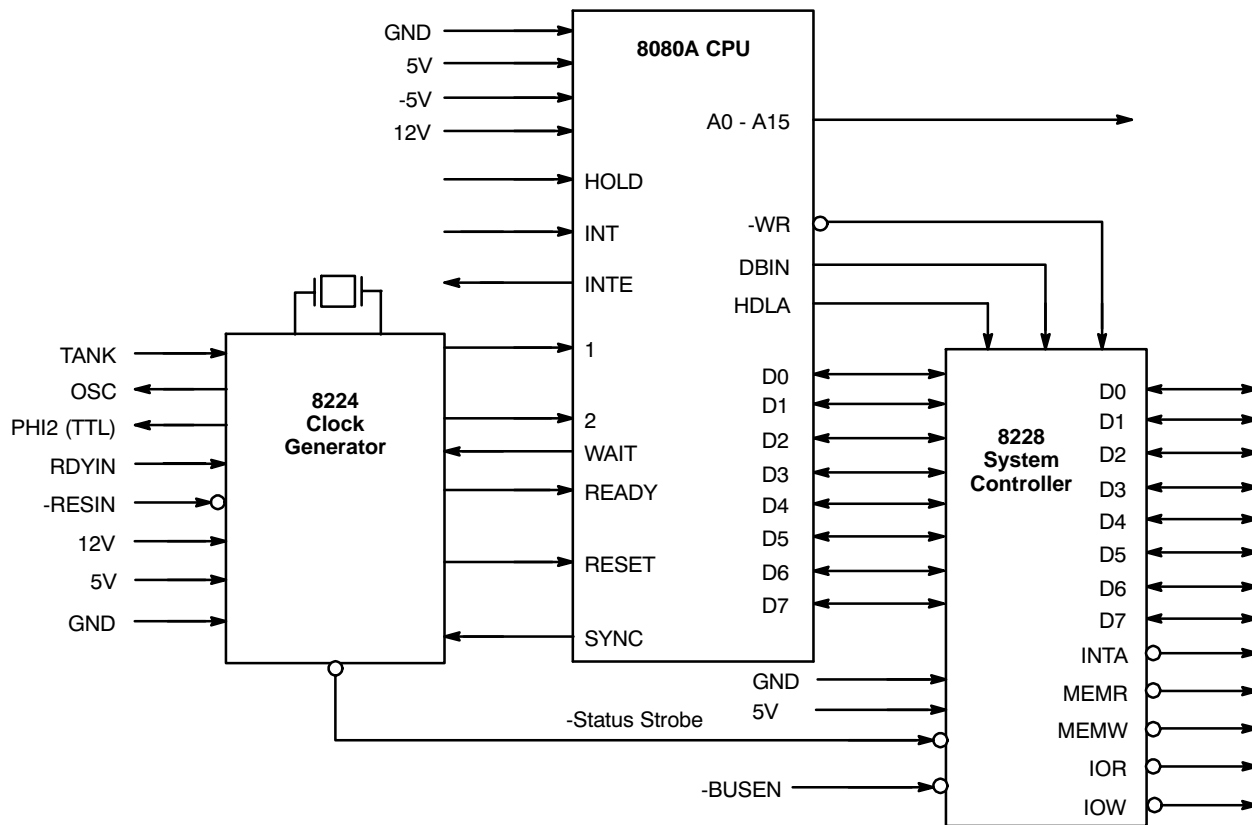 GND
5V
-5V
12V
8080A CPU
A0 - A15
HOLD
INT
INTE
-WR
DBIN
HDLA
1
2
WAIT
READY
RESET
SYNC
D0
D1
D2
D3
D4
D5
D6
D7
TANK
OSC
PHI2 (TTL)
RDYIN
-RESIN
12V
5V
GND
8224
Clock
Generator
8228
System
Controller
D0
D1
D2
D3
D4
D5
D6
D7
INTA
MEMR
MEMW
IOR
IOW
GND
5V
-Status Strobe
-BUSEN